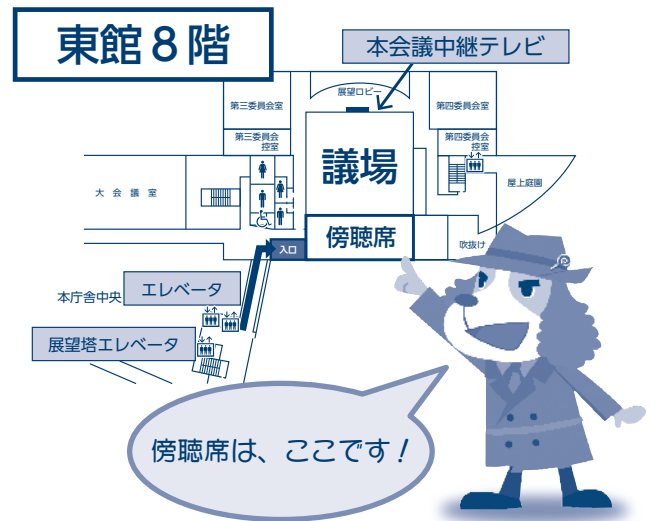 東館８階
本会議中継テレビ
展望ロビー
第三委員会室
第四委員会室
第三委員会
控室
第四委員会
控室
議場
大会議室
屋上庭園
傍聴席
吹抜け
入口
エレベータ
本庁舎中央
展望塔エレベータ
傍聴席は、ここです！